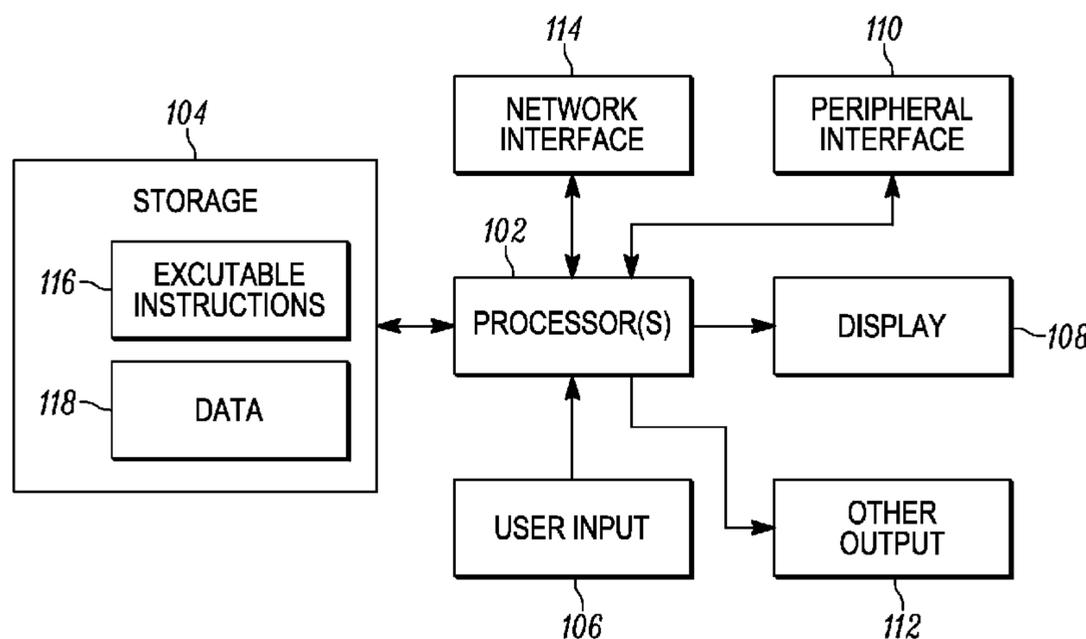 114
110
NETWORK
INTERFACE
PERIPHERAL
INTERFACE
104
STORAGE
102
116
EXCUTABLE
INSTRUCTIONS
PROCESSOR(S)
DISPLAY
108
118
DATA
USER INPUT
OTHER
OUTPUT
106
112